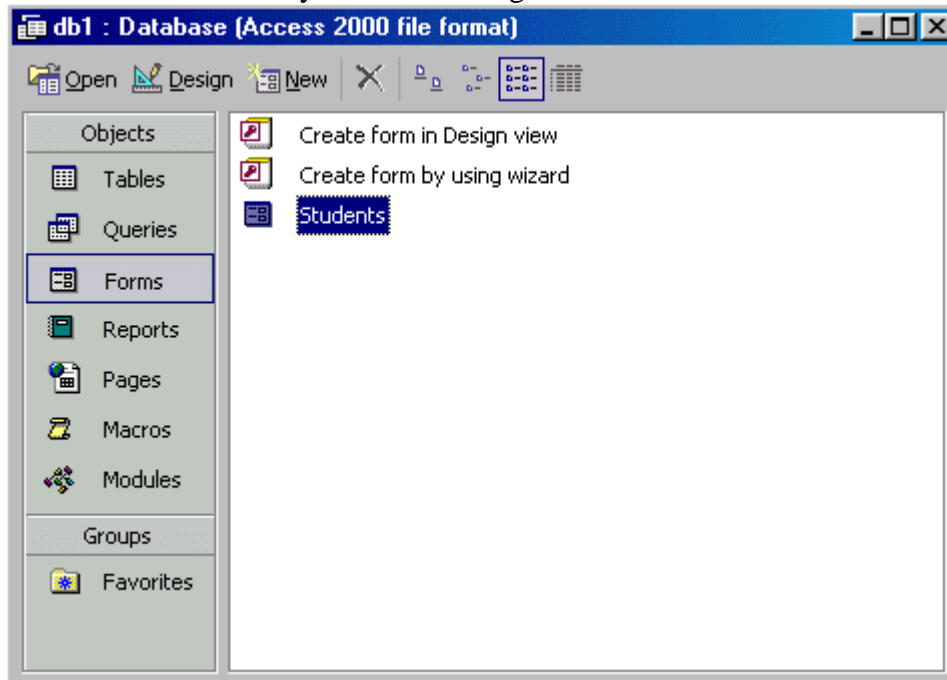 db1 : Database (Access 2000 file format)
Open Design New
Objects
Tables
Queries
Forms
Reports
Pages
Macros
Modules
Groups
Favorites
Create form in Design view
Create form by using wizard
Students